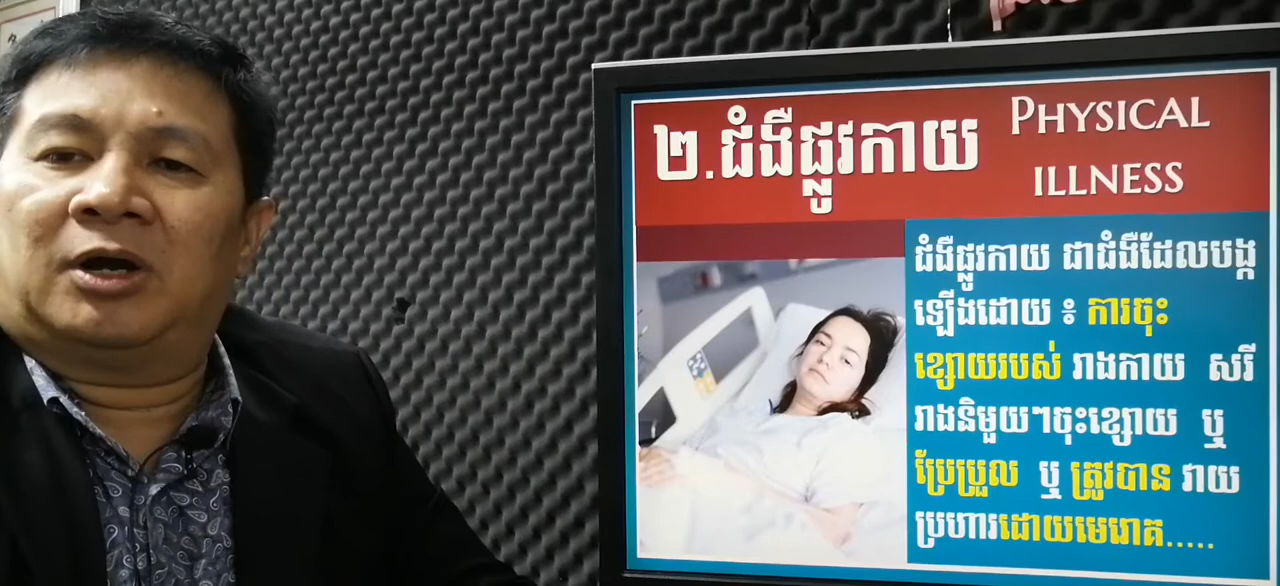 ២.ជំងឺផ្លូវកាយ
PHYSICAL
ILLNESS
ជំងឺផ្លូវកាយ ជាជំងឺដែលបង្ក
ឡើងដោយ ៖ ការចុះ
ខ្សោយរបស់ រាងកាយ សរី
រាង្គនិមួយៗចុះខ្សោយ ឬ
ប្រែប្រួល ឬ ត្រូវបាន វាយ
ប្រហារដោយមេរោគ.....